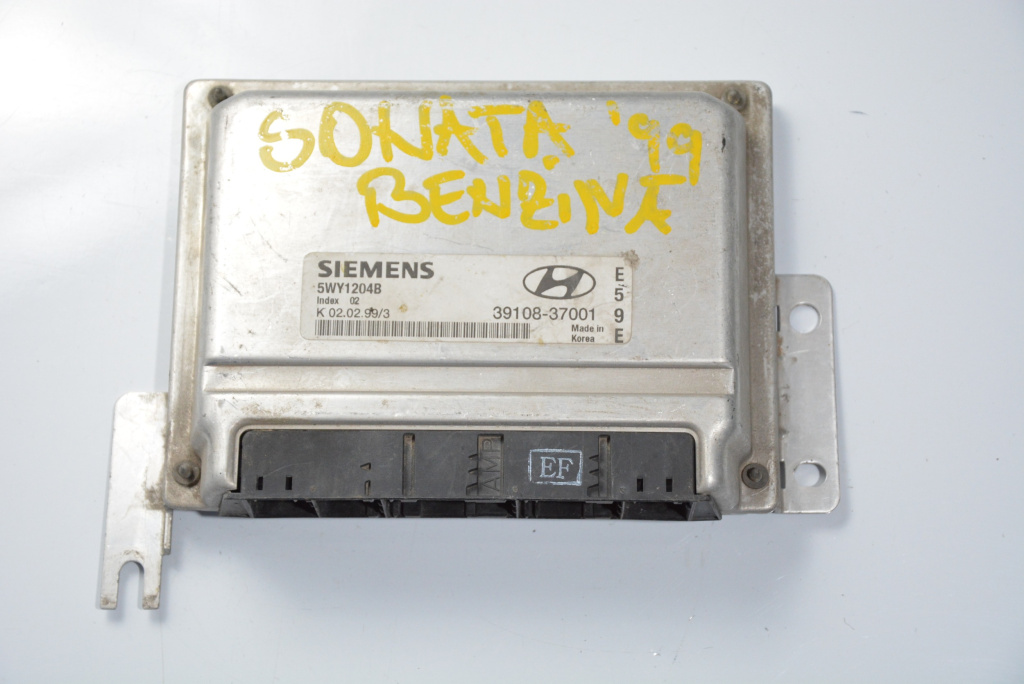 SONATA '99
BENZINA
SIEMENS
5WY1204B
Index 02
K 02.02.99/3
39108-37001
Made in
Korea
E
5
9
E
AMP
EF